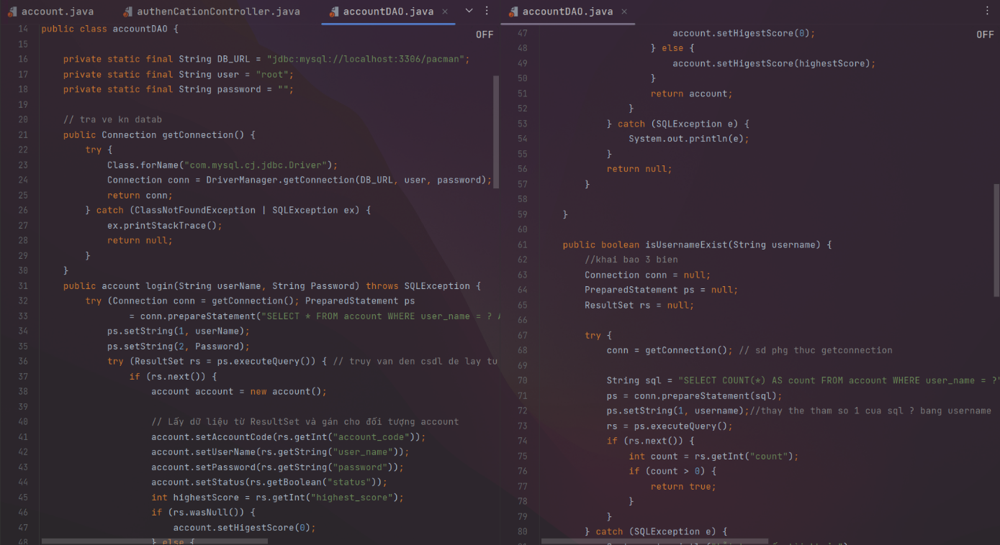 account.java authenCationController.java accountDAO.java
OFF
14 public class accountDAO {
15
16 private static final String DB_URL = "jdbc:mysql://localhost:3306/pacman";
17 private static final String user = "root";
18 private static final String password = "";
19
20 // tra ve kn datab
21 public Connection getConnection() {
22 try {
23 Class.forName("com.mysql.cj.jdbc.Driver");
24 Connection conn = DriverManager.getConnection(DB_URL, user, password);
25 return conn;
26 } catch (ClassNotFoundException | SQLException ex) {
27 ex.printStackTrace();
28 return null;
29 }
30 }
31 public account login(String userName, String Password) throws SQLException {
32 try (Connection conn = getConnection(); PreparedStatement ps
33 = conn.prepareStatement("SELECT * FROM account WHERE user_name = ?
34 ps.setString(1, userName);
35 ps.setString(2, Password);
36 try (ResultSet rs = ps.executeQuery()) { // truy van den csdl de lay tu
37 if (rs.next()) {
38 account account = new account();
39
40 // Lấy dữ liệu từ ResultSet và gán cho đối tượng account
41 account.setAccountCode(rs.getInt("account_code"));
42 account.setUserName(rs.getString("user_name"));
43 account.setPassword(rs.getString("password"));
44 account.setStatus(rs.getBoolean("status"));
45 int highestScore = rs.getInt("highest_score");
46 if (rs.wasNull()) {
47 account.setHigestScore(0);
48 } else {
accountDAO.java
OFF
47 account.setHigestScore(0);
48 } else {
49 account.setHigestScore(highestScore);
50 }
51 return account;
52 }
53 } catch (SQLException e) {
54 System.out.println(e);
55 }
56 return null;
57 }
58
59 }
60
61 public boolean isUsernameExist(String username) {
62 //khai bao 3 bien
63 Connection conn = null;
64 PreparedStatement ps = null;
65 ResultSet rs = null;
66
67 try {
68 conn = getConnection(); // sd phg thuc getconnection
69
70 String sql = "SELECT COUNT(*) AS count FROM account WHERE user_name = ?"
71 ps = conn.prepareStatement(sql);
72 ps.setString(1, username);//thay the tham so 1 cua sql ? bang username
73 rs = ps.executeQuery();
74 if (rs.next()) {
75 int count = rs.getInt("count");
76 if (count > 0) {
77 return true;
78 }
79 }
80 } catch (SQLException e) {